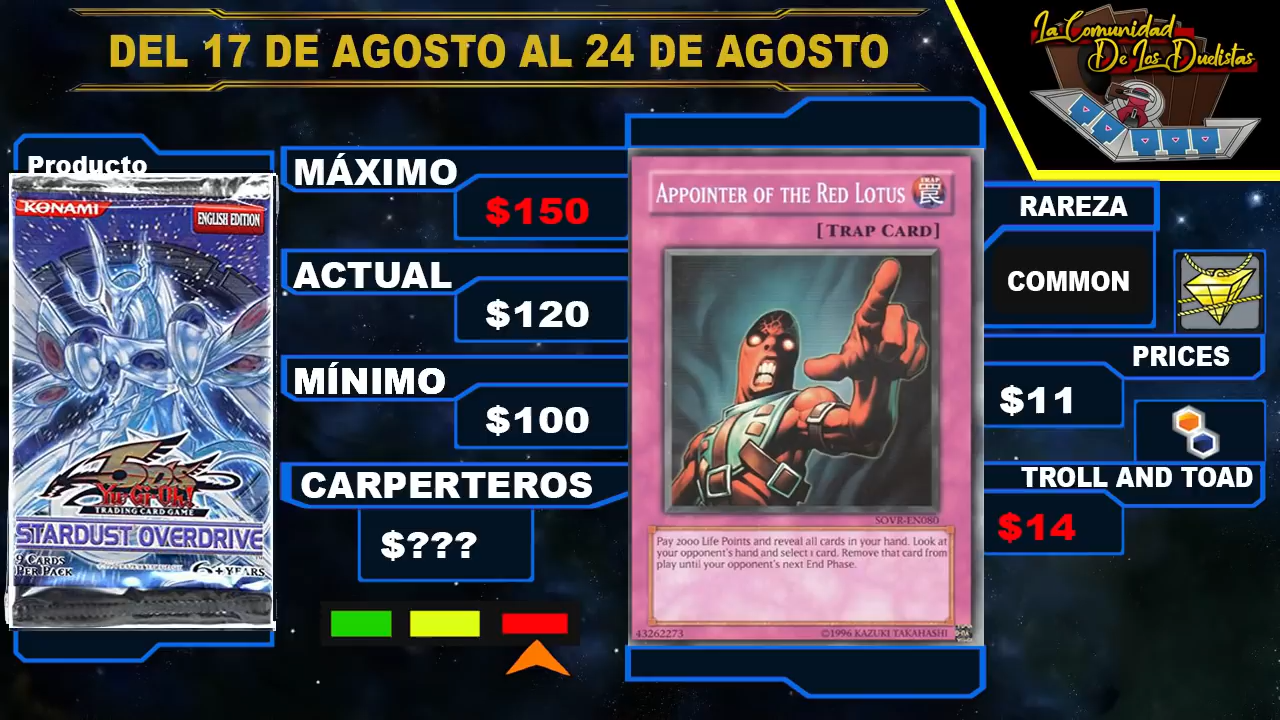 DEL 17 DE AGOSTO AL 24 DE AGOSTO
La Comunidad
De Los Duelistas
Producto
KONAMI
ENGLISH EDITION
5D's
Yu-Gi-Oh!
TRADING CARD GAME
STARDUST OVERDRIVE
9 CARDS
PER PACK
6+YEARS
MÁXIMO
$150
ACTUAL
$120
MÍNIMO
$100
CARPERTEROS
$???
APPOINTER OF THE RED LOTUS
TRAP
罠
[TRAP CARD]
SOVR-EN080
Pay 2000 Life Points and reveal all cards in your hand. Look at
your opponent's hand and select 1 card. Remove that card from
play until your opponent's next End Phase.
43262273
©1996 KAZUKI TAKAHASHI
RAREZA
COMMON
PRICES
$11
TROLL AND TOAD
$14